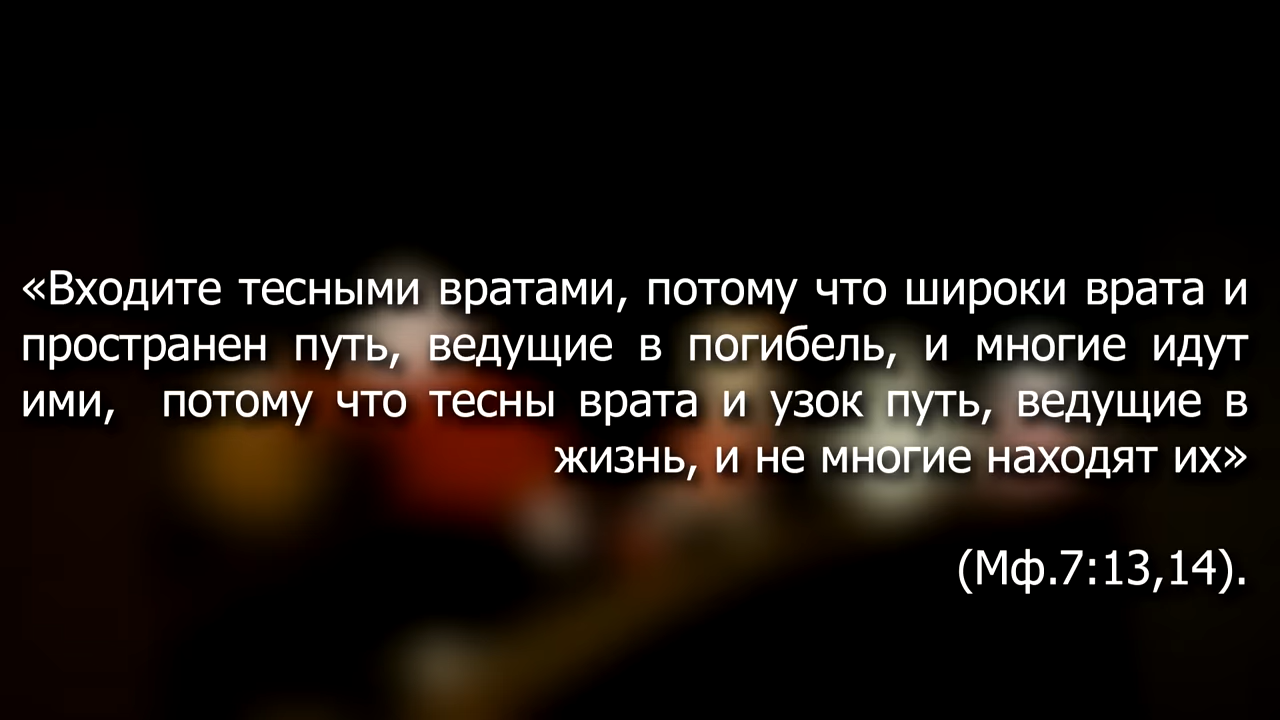 «Входите тесными вратами, потому что широки врата и
пространен путь, ведущие в погибель, и многие идут
ими, потому что тесны врата и узок путь, ведущие в
жизнь, и не многие находят их»
(Мф.7:13,14).